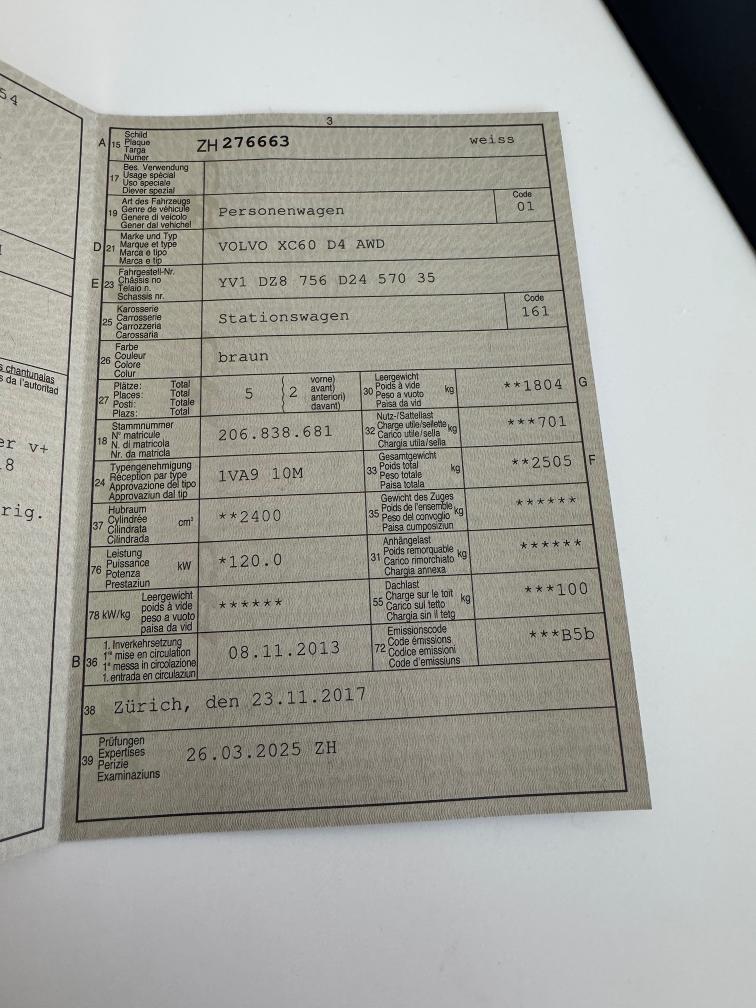 54
s chantunalas
s da l'autoritad
er v+
.8
rig.
3
A 15 Schild
Plaque
Targa
Numer
ZH 276663 weiss
17 Bes. Verwendung
Usage spécial
Uso speciale
Diever spezial
19 Art des Fahrzeugs
Genre de véhicule
Genere di veicolo
Gener dal vehichel
Personenwagen
Code
01
D 21 Marke und Typ
Marque et type
Marca e tipo
Marca e tip
VOLVO XC60 D4 AWD
E 23 Fahrgestell-Nr.
Châssis no
Telaio n.
Schassis nr.
YV1 DZ8 756 D24 570 35
25 Karosserie
Carrosserie
Carrozzeria
Carossaria
Stationswagen
Code
161
26 Farbe
Couleur
Colore
Colur
braun
27 Plätze: Total
Places: Total
Posti: Totale
Plazs: Total
5 2 vorne)
avant)
anteriori)
davant)
30 Leergewicht
Poids à vide kg
Peso a vuoto
Paisa da vid
**1804 G
18 Stammnummer
N° matricule
N. di matricola
Nr. da matricla
206.838.681
32 Nutz-/Sattellast
Charge utile/sellette kg
Carico utile/sella
Chargia utila/sella
***701
24 Typengenehmigung
Réception par type
Approvazione del tipo
Approvaziun dal tip
1VA9 10M
33 Gesamtgewicht
Poids total kg
Peso totale
Paisa totala
**2505 F
37 Hubraum
Cylindrée cm³
Cilindrata
Cilindrada
**2400
35 Gewicht des Zuges
Poids de l'ensemble kg
Peso del convoglio
Paisa cumposiziun
******
76 Leistung
Puissance kW
Potenza
Prestaziun
*120.0
31 Anhängelast
Poids remorquable kg
Carico rimorchiato
Chargia annexa
******
78 kW/kg Leergewicht
poids à vide
peso a vuoto
paisa da vid
******
55 Dachlast
Charge sur le toit kg
Carico sul tetto
Chargia sin il tetg
***100
B 36 1. Inverkehrsetzung
1re mise en circulation
1a messa in circolazione
1. entrada en circulaziun
08.11.2013
72 Emissionscode
Code émissions
Codice emissioni
Code d'emissiuns
***B5b
38 Zürich, den 23.11.2017
39 Prüfungen
Expertises
Perizie
Examinaziuns
26.03.2025 ZH